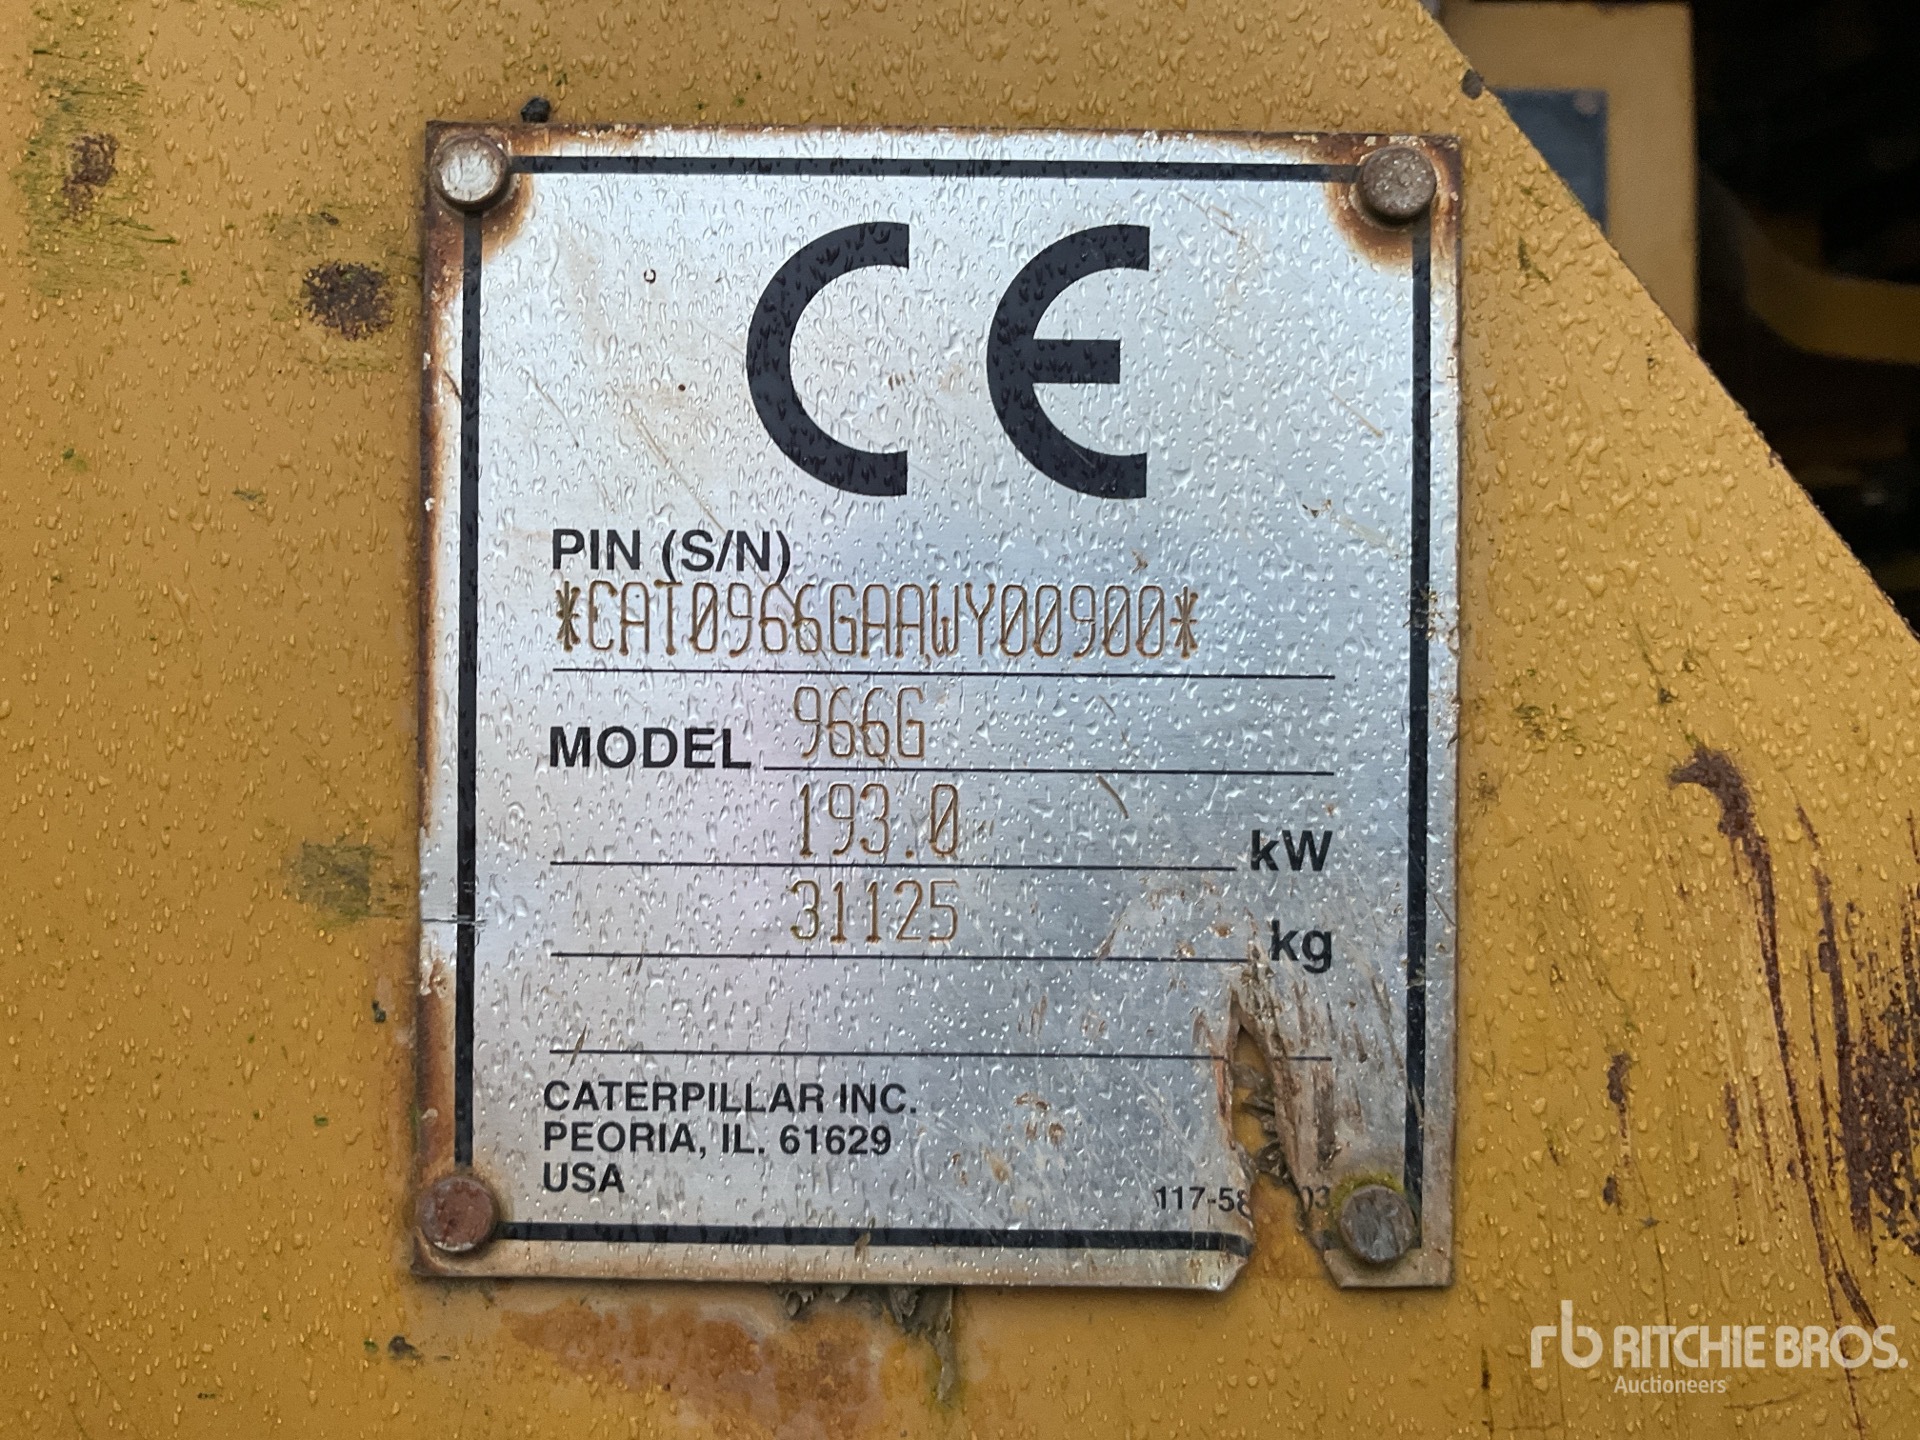 CE
PIN (S/N)
*CAT0966GAAWY00900*
MODEL 966G
193.0 kW
31125 kg
CATERPILLAR INC.
PEORIA, IL. 61629
USA
rb RITCHIE BROS.
Auctioneers